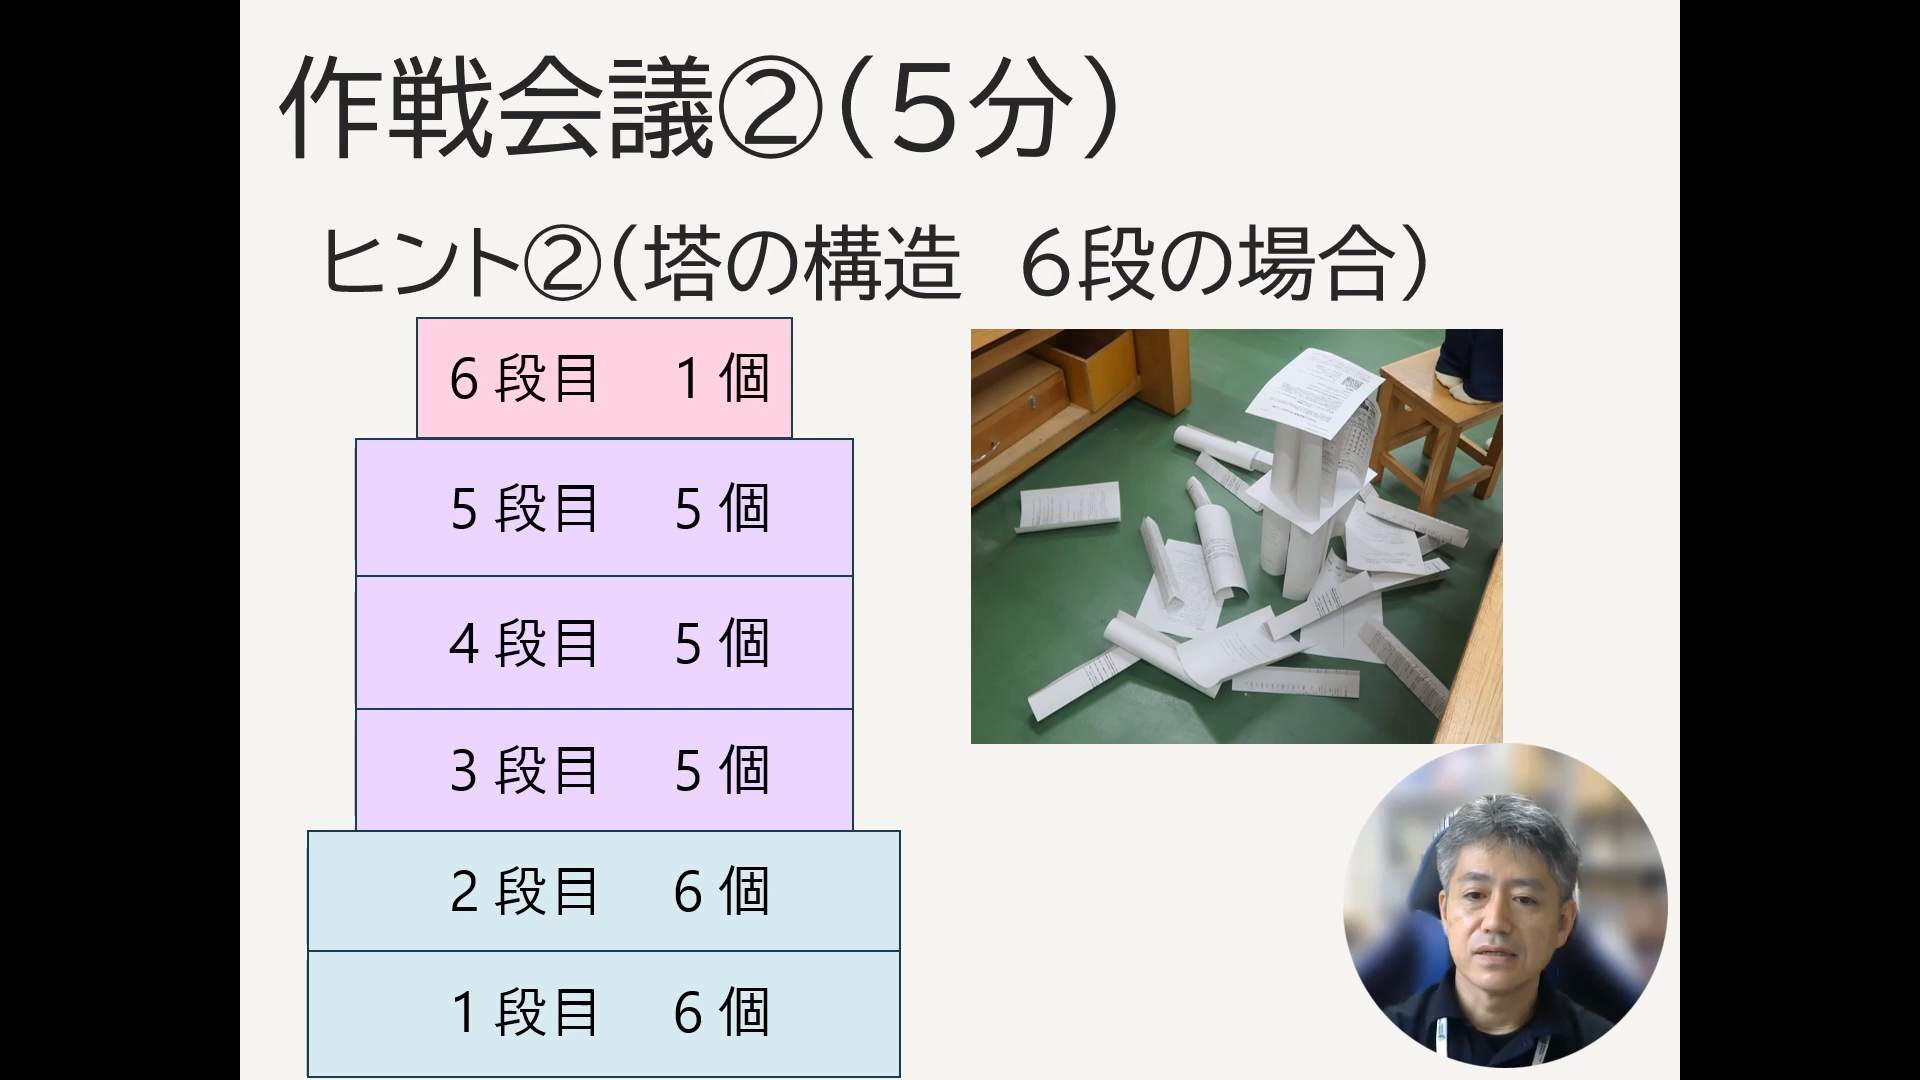 作戦会議②(5分)
ヒント②(塔の構造　6段の場合)
6段目　1個
5段目　5個
4段目　5個
3段目　5個
2段目　6個
1段目　6個